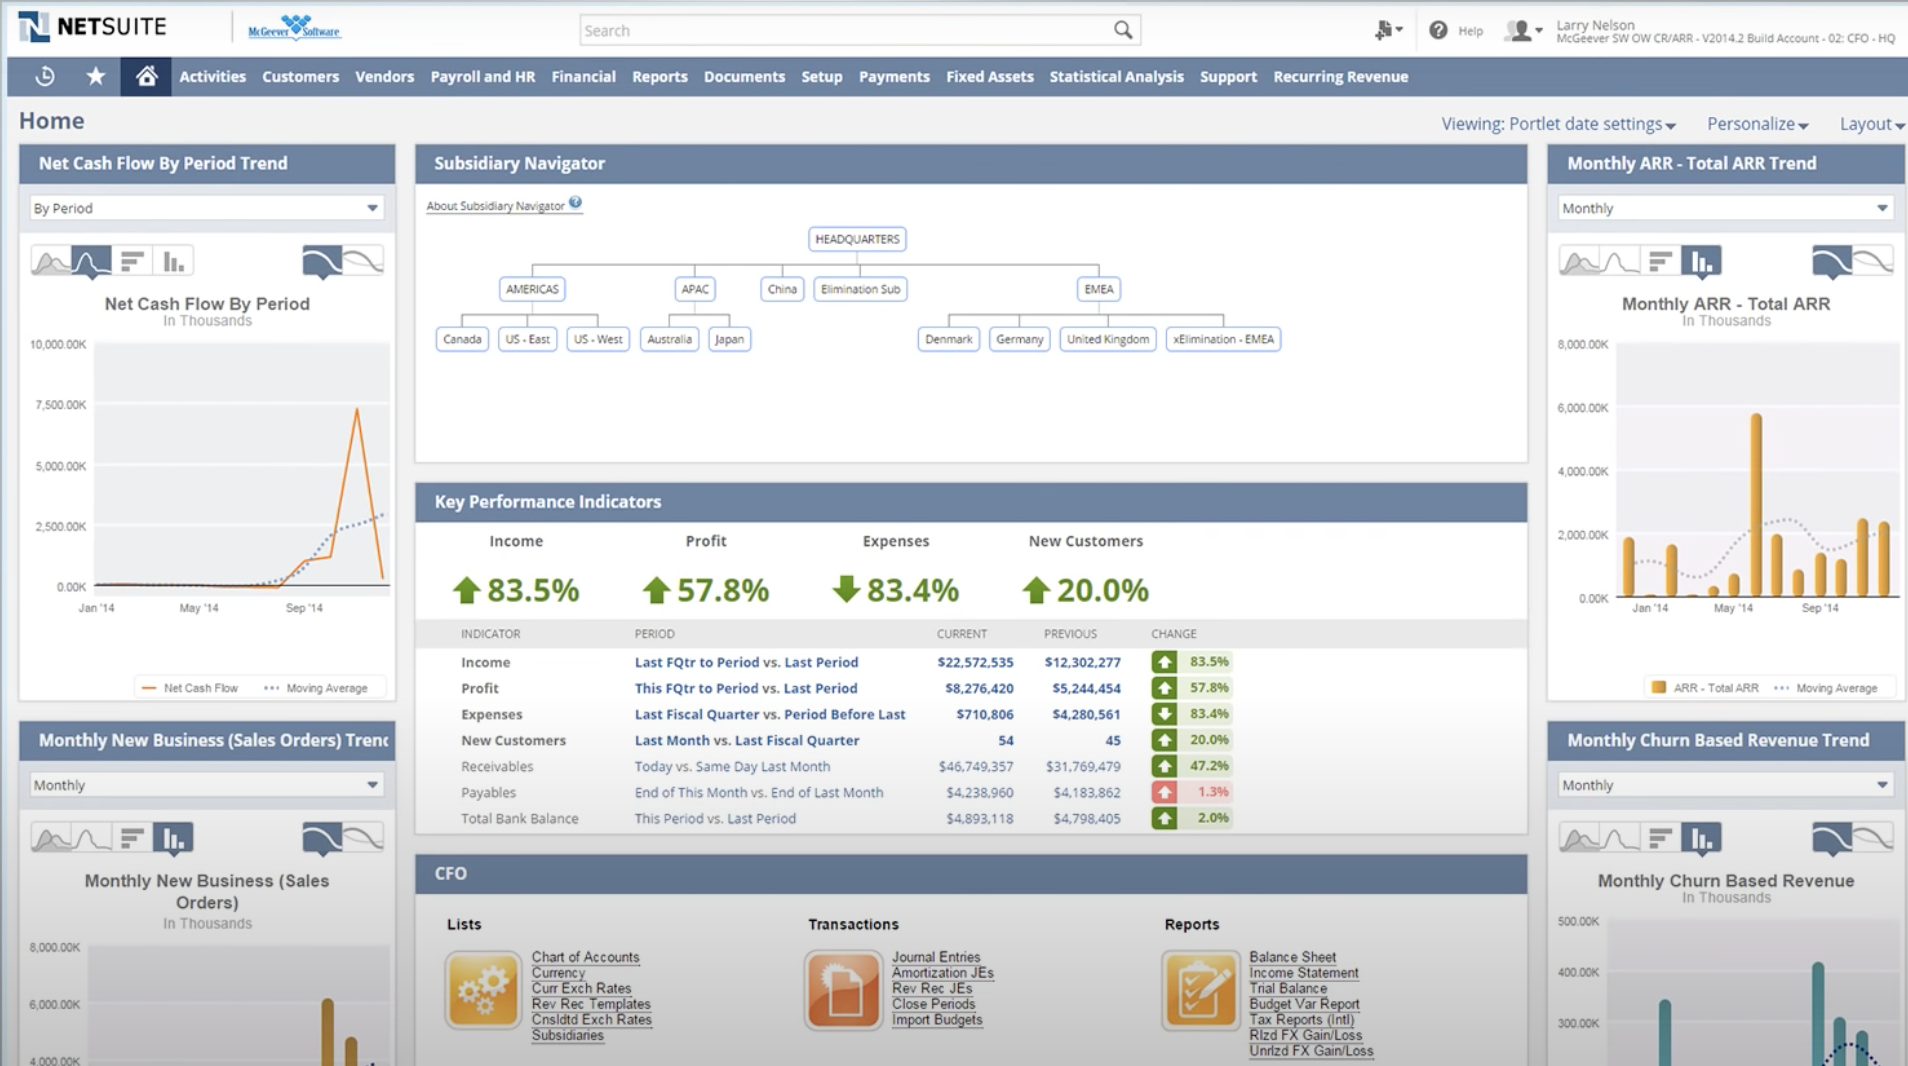 NETSUITE
McGeever Software
Search
Help
Larry Nelson
McGeever SW OW CR/ARR - V2014.2 Build Account - 02: CFO - HQ
Activities Customers Vendors Payroll and HR Financial Reports Documents Setup Payments Fixed Assets Statistical Analysis Support Recurring Revenue
Home
Viewing: Portlet date settings Personalize Layout
Net Cash Flow By Period Trend
By Period
Net Cash Flow By Period
In Thousands
10,000.00K
7,500.00K
5,000.00K
2,500.00K
0.00K
Jan '14 May '14 Sep '14
Net Cash Flow Moving Average
Monthly New Business (Sales Orders) Trend
Monthly
Monthly New Business (Sales
Orders)
In Thousands
8,000.00K
6,000.00K
4,000.00K
Subsidiary Navigator
About Subsidiary Navigator ?
HEADQUARTERS
AMERICAS APAC China Elimination Sub EMEA
Canada US - East US - West Australia Japan Denmark Germany United Kingdom xElimination - EMEA
Key Performance Indicators
Income Profit Expenses New Customers
83.5% 57.8% 83.4% 20.0%
INDICATOR PERIOD CURRENT PREVIOUS CHANGE
Income Last FQtr to Period vs. Last Period $22,572,535 $12,302,277 83.5%
Profit This FQtr to Period vs. Last Period $8,276,420 $5,244,454 57.8%
Expenses Last Fiscal Quarter vs. Period Before Last $710,806 $4,280,561 83.4%
New Customers Last Month vs. Last Fiscal Quarter 54 45 20.0%
Receivables Today vs. Same Day Last Month $46,749,357 $31,769,479 47.2%
Payables End of This Month vs. End of Last Month $4,238,960 $4,183,862 1.3%
Total Bank Balance This Period vs. Last Period $4,893,118 $4,798,405 2.0%
CFO
Lists
Chart of Accounts
Currency
Curr Exch Rates
Rev Rec Templates
Cnsldtd Exch Rates
Subsidiaries
Transactions
Journal Entries
Amortization JEs
Rev Rec JEs
Close Periods
Import Budgets
Reports
Balance Sheet
Income Statement
Trial Balance
Budget Var Report
Tax Reports (Intl)
Rlzd FX Gain/Loss
Unrlzd FX Gain/Loss
Monthly ARR - Total ARR Trend
Monthly
Monthly ARR - Total ARR
In Thousands
8,000.00K
6,000.00K
4,000.00K
2,000.00K
0.00K
Jan '14 May '14 Sep '14
ARR - Total ARR Moving Average
Monthly Churn Based Revenue Trend
Monthly
Monthly Churn Based Revenue
In Thousands
500.00K
400.00K
300.00K